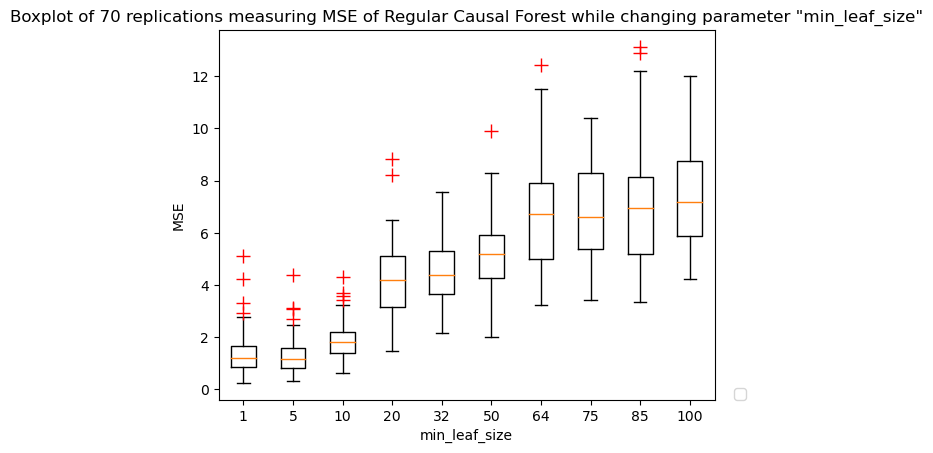 Boxplot of 70 replications measuring MSE of Regular Causal Forest while changing parameter "min_leaf_size"
MSE
12
10
8
6
4
2
0
1 5 10 20 32 50 64 75 85 100
min_leaf_size